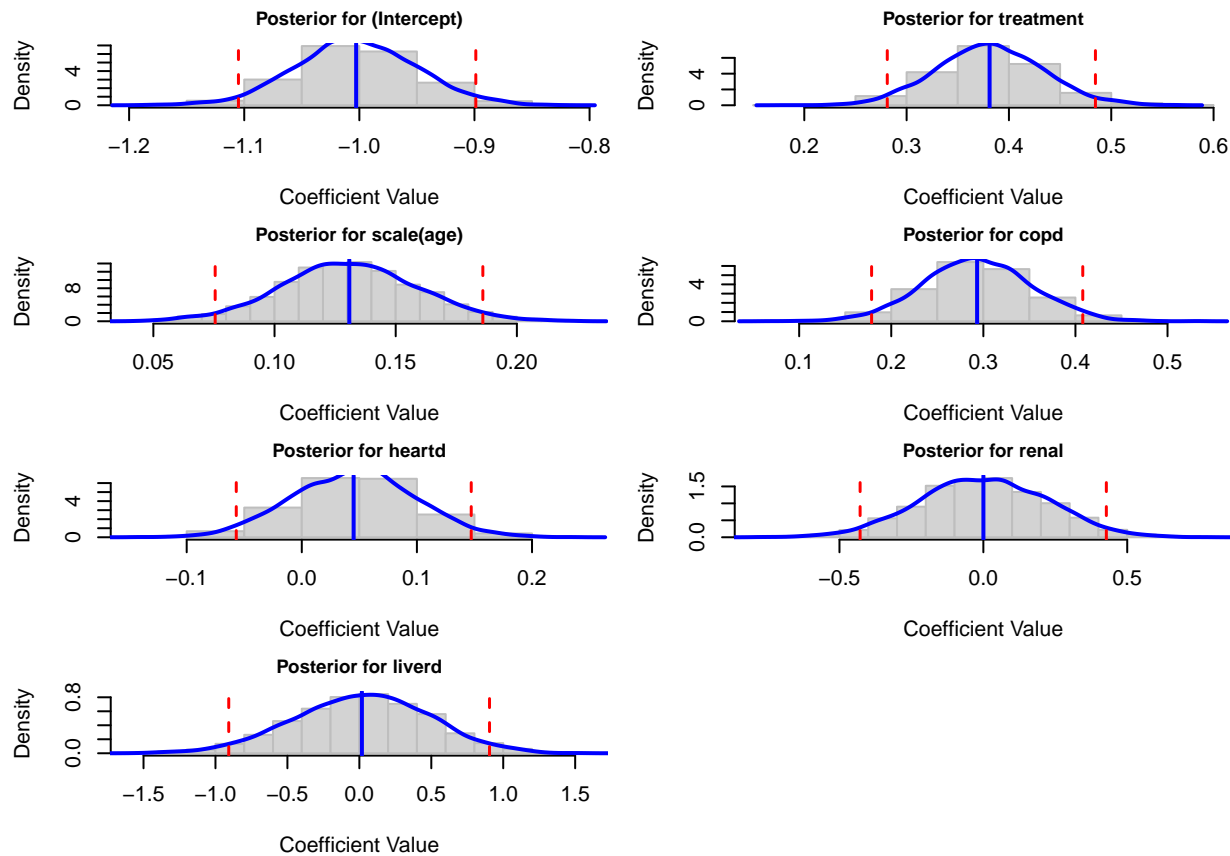 Posterior for (Intercept)
Density
0 4
−1.2 −1.1 −1.0 −0.9 −0.8
Coefficient Value
Posterior for treatment
Density
0 4
0.2 0.3 0.4 0.5 0.6
Coefficient Value
Posterior for scale(age)
Density
0 8
0.05 0.10 0.15 0.20
Coefficient Value
Posterior for copd
Density
0 4
0.1 0.2 0.3 0.4 0.5
Coefficient Value
Posterior for heartd
Density
0 4
−0.1 0.0 0.1 0.2
Coefficient Value
Posterior for renal
Density
0.0 1.5
−0.5 0.0 0.5
Coefficient Value
Posterior for liverd
Density
0.0 0.8
−1.5 −1.0 −0.5 0.0 0.5 1.0 1.5
Coefficient Value